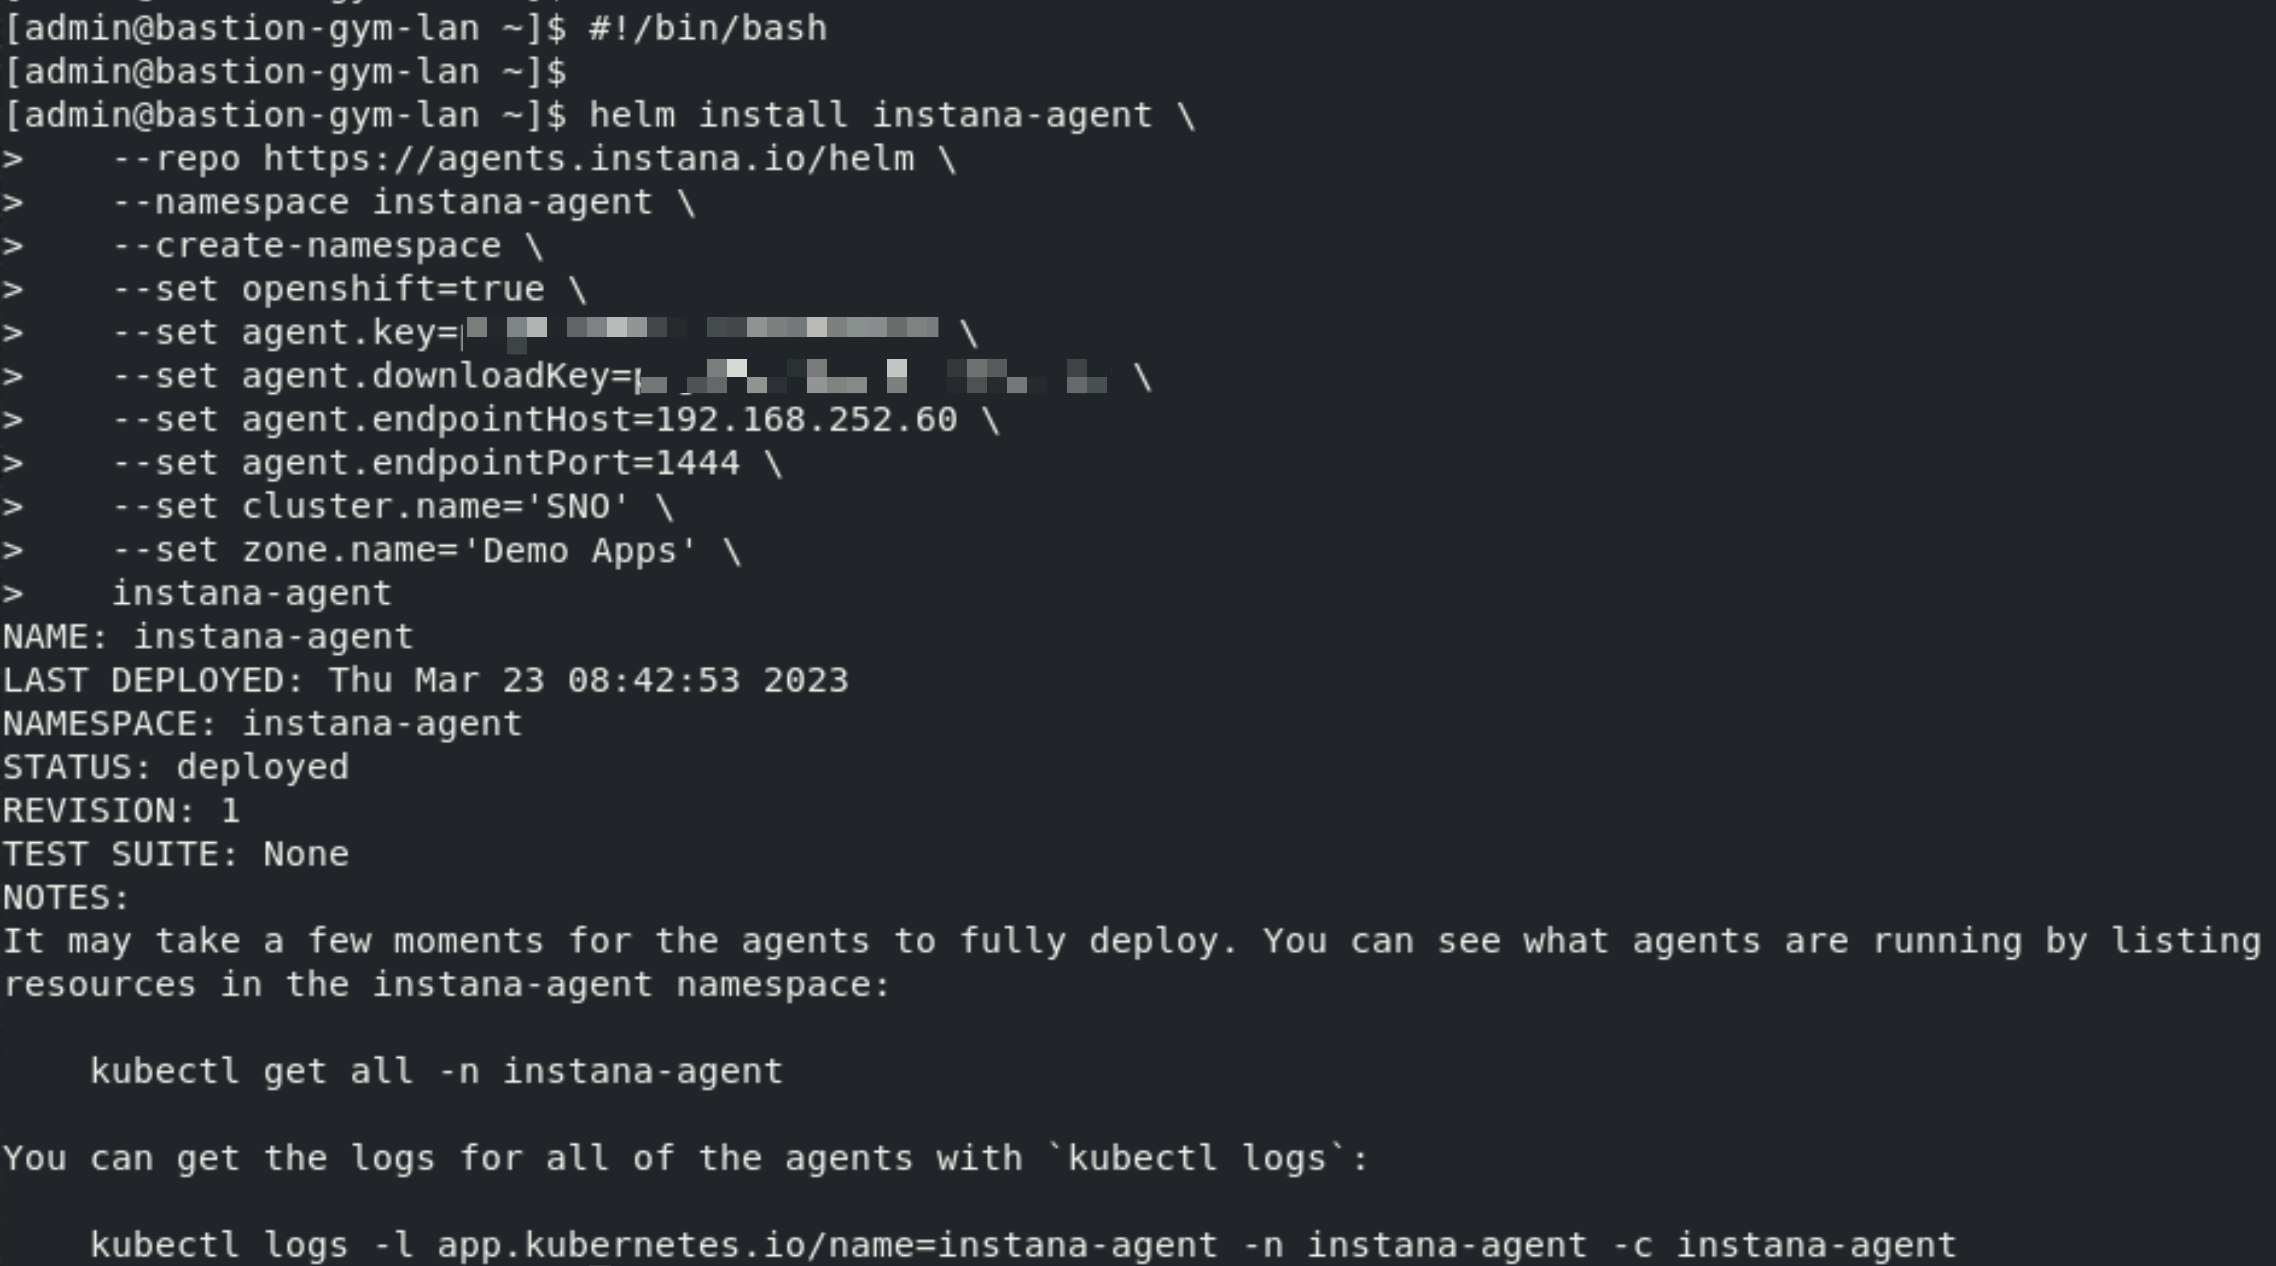 [admin@bastion-gym-lan ~]$ #!/bin/bash
[admin@bastion-gym-lan ~]$
[admin@bastion-gym-lan ~]$ helm install instana-agent \
>    --repo https://agents.instana.io/helm \
>    --namespace instana-agent \
>    --create-namespace \
>    --set openshift=true \
>    --set agent.key= \
>    --set agent.downloadKey= \
>    --set agent.endpointHost=192.168.252.60 \
>    --set agent.endpointPort=1444 \
>    --set cluster.name='SNO' \
>    --set zone.name='Demo Apps' \
>    instana-agent
NAME: instana-agent
LAST DEPLOYED: Thu Mar 23 08:42:53 2023
NAMESPACE: instana-agent
STATUS: deployed
REVISION: 1
TEST SUITE: None
NOTES:
It may take a few moments for the agents to fully deploy. You can see what agents are running by listing
resources in the instana-agent namespace:
    kubectl get all -n instana-agent
You can get the logs for all of the agents with `kubectl logs`:
    kubectl logs -l app.kubernetes.io/name=instana-agent -n instana-agent -c instana-agent